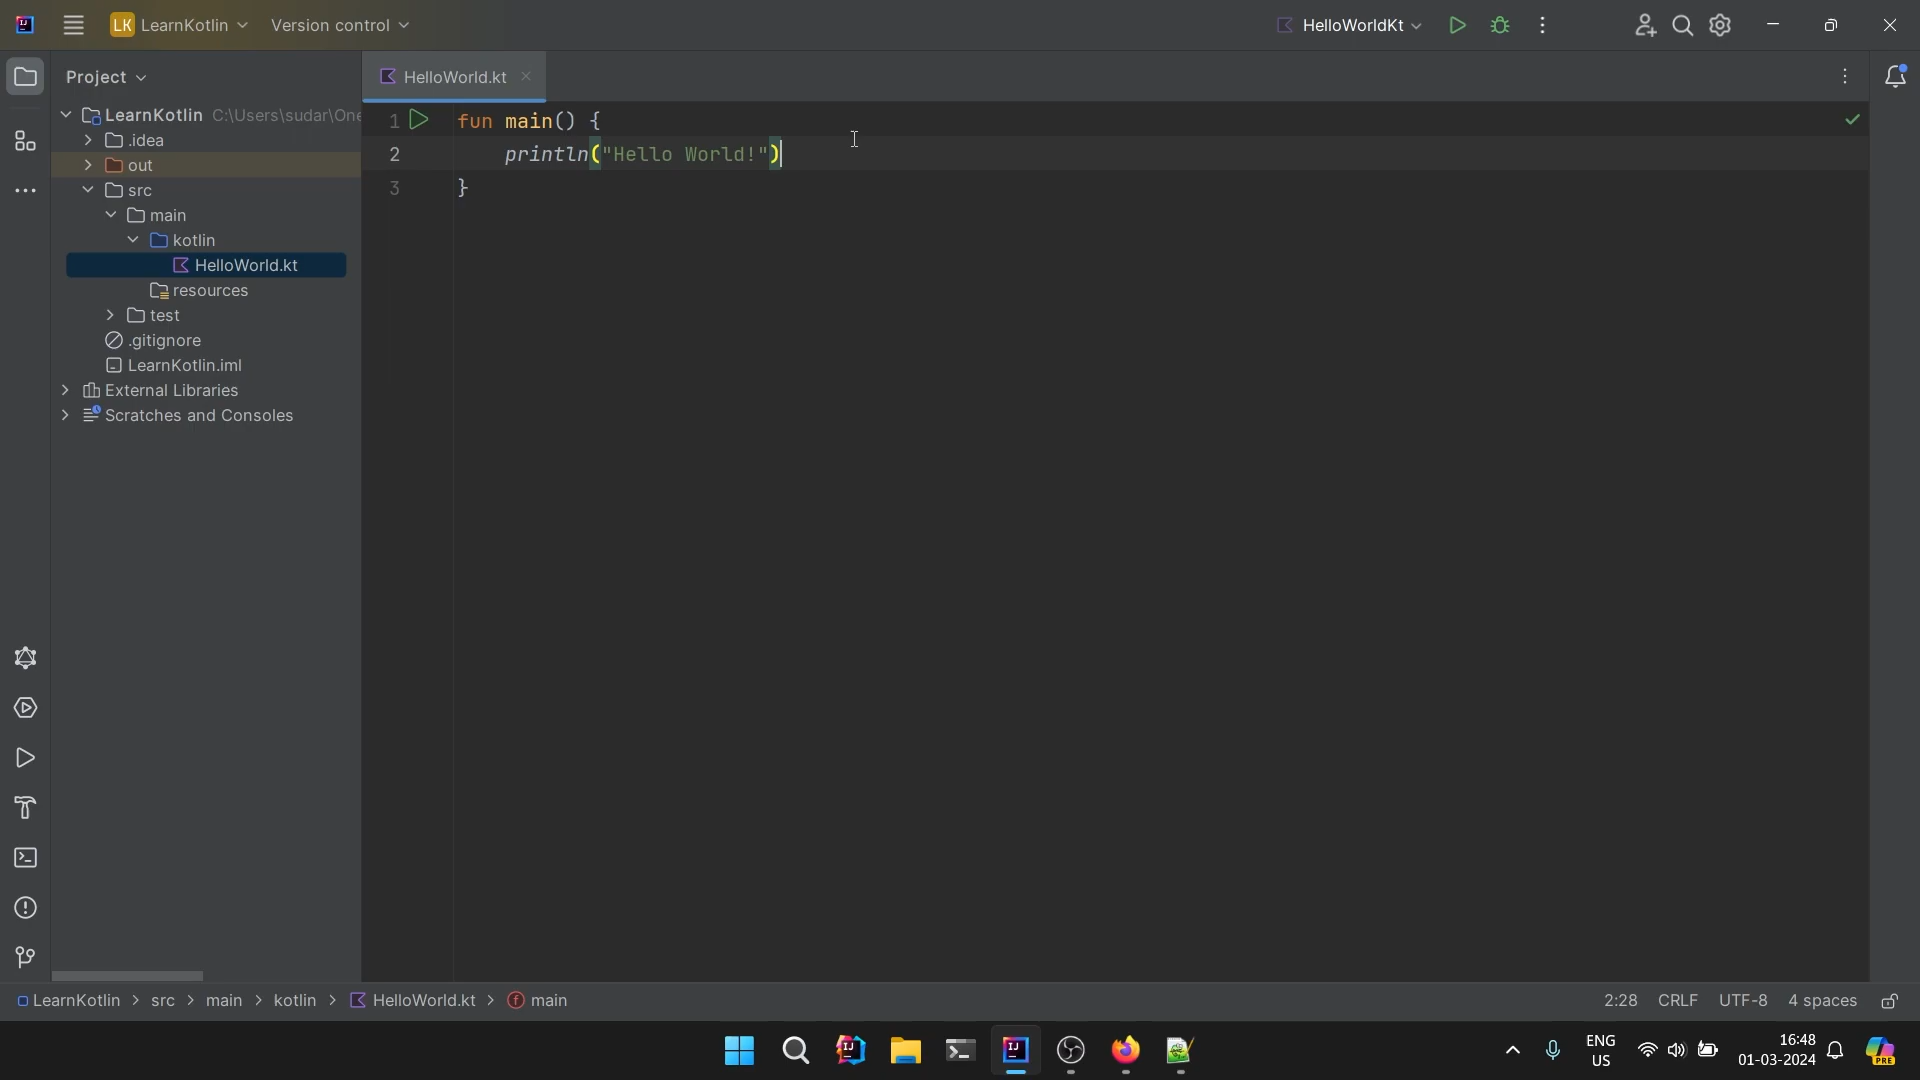 LK LearnKotlin Version control HelloWorldKt
Project HelloWorld.kt
LearnKotlin C:\Users\sudar\One
.idea
out
src
main
kotlin
HelloWorld.kt
resources
test
.gitignore
LearnKotlin.iml
External Libraries
Scratches and Consoles
1 fun main() {
2 println("Hello World!")
3 }
LearnKotlin > src > main > kotlin > HelloWorld.kt > main 2:28 CRLF UTF-8 4 spaces
ENG
US
16:48
01-03-2024
PRE